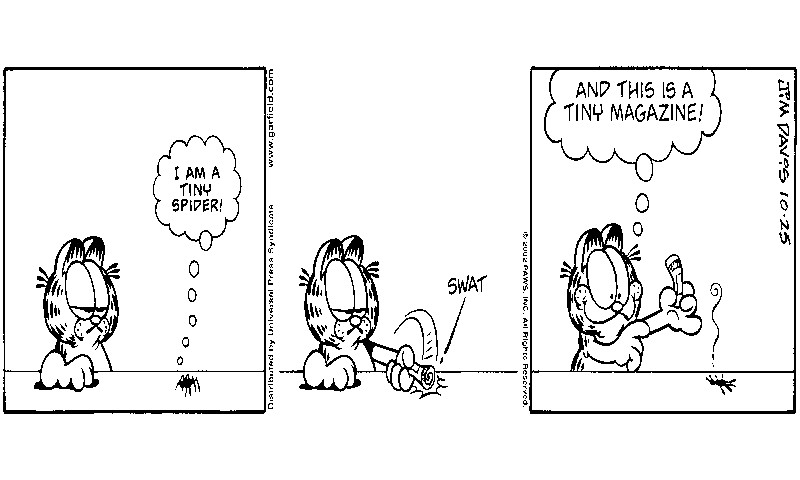 I AM A
TINY
SPIDER!
www.garfield.com
Distributed by Universal Press Syndicate
SWAT
© 2002 PAWS, INC. All Rights Reserved.
AND THIS IS A
TINY MAGAZINE!
JIM DAVIS 10·25